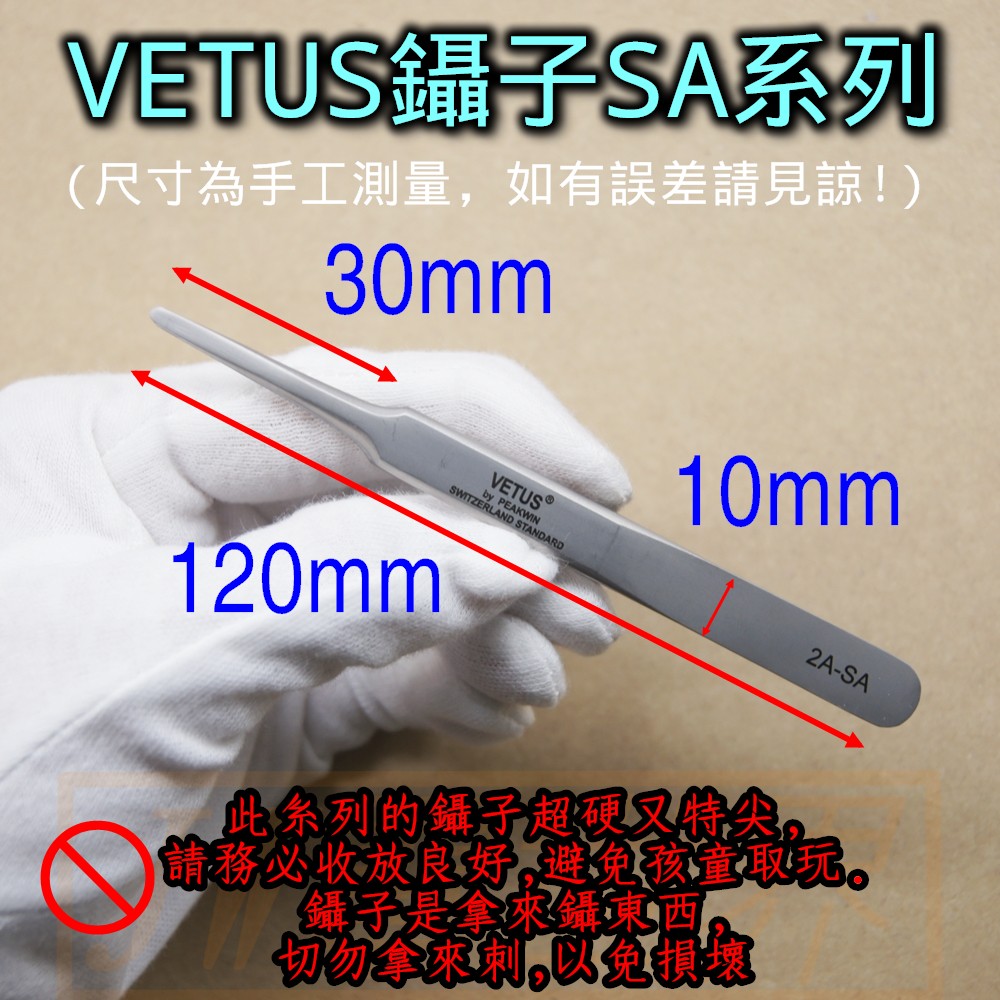 VETUS鑷子SA系列
(尺寸為手工測量，如有誤差請見諒!)
30mm
10mm
120mm
VETUS®
by PEAKWIN
SWITZERLAND STANDARD
2A-SA
此系列的鑷子超硬又特尖，
請務必收放良好，避免孩童取玩。
鑷子是拿來鑷東西，
切勿拿來刺，以免損壞